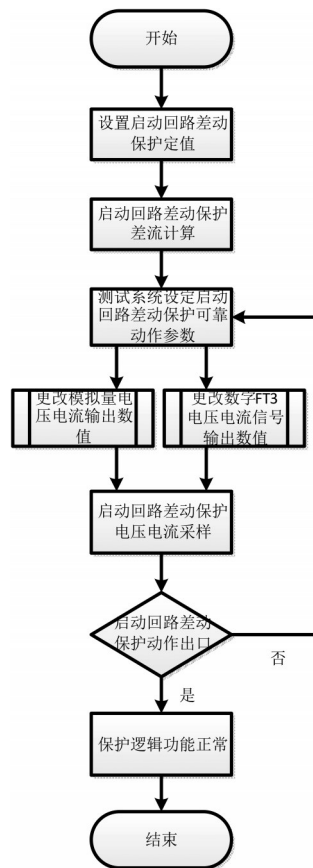 开始
设置启动回路差动
保护定值
启动回路差动保护
差流计算
测试系统设定启动
回路差动保护可靠
动作参数
更改模拟量电
压电流输出数
值
更改数字FT3
电压电流信号
输出数值
启动回路差动保护
电压电流采样
启动回路差动
保护动作出口
否
是
保护逻辑功能正常
结束